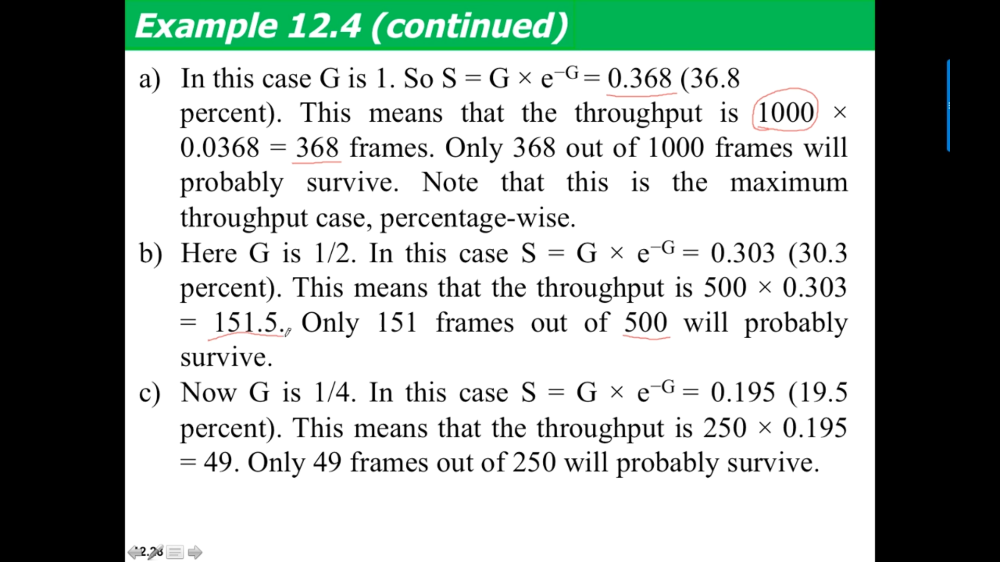 Example 12.4 (continued)
a) In this case G is 1. So S = G × e⁻ᴳ = 0.368 (36.8
percent). This means that the throughput is 1000 ×
0.0368 = 368 frames. Only 368 out of 1000 frames will
probably survive. Note that this is the maximum
throughput case, percentage-wise.
b) Here G is 1/2. In this case S = G × e⁻ᴳ = 0.303 (30.3
percent). This means that the throughput is 500 × 0.303
= 151.5. Only 151 frames out of 500 will probably
survive.
c) Now G is 1/4. In this case S = G × e⁻ᴳ = 0.195 (19.5
percent). This means that the throughput is 250 × 0.195
= 49. Only 49 frames out of 250 will probably survive.